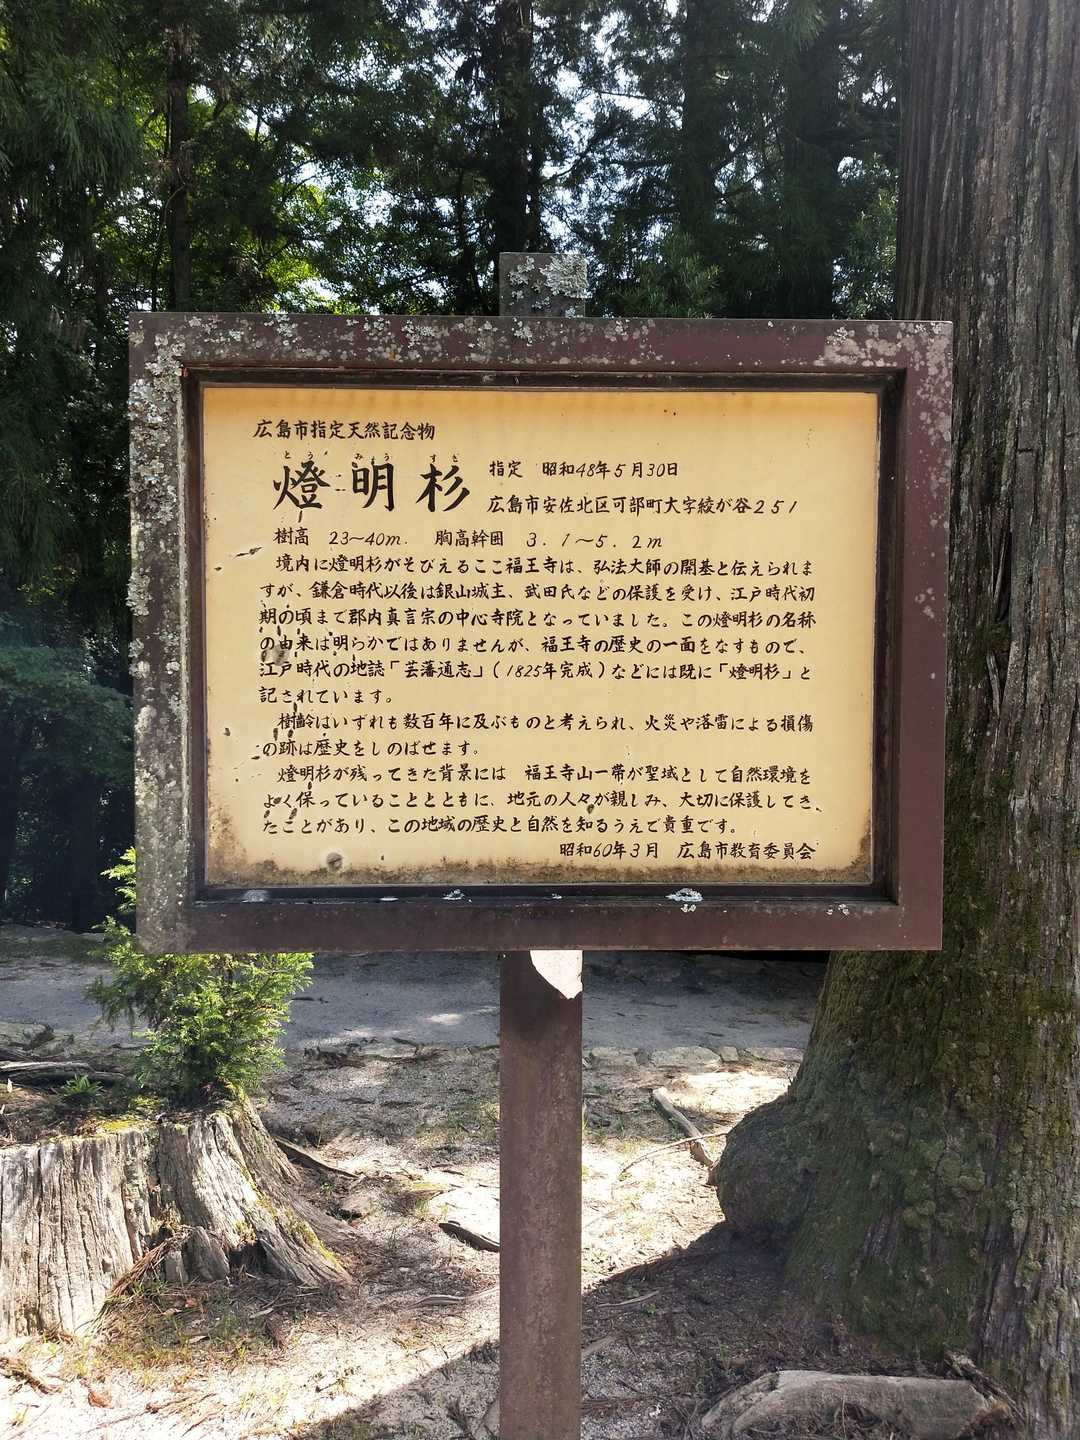 広島市指定天然記念物
とうみょうすぎ
燈明杉 指定 昭和48年5月30日
広島市安佐北区可部町大字綾が谷251
樹高 23〜40m. 胸高幹囲 3.1〜5.2m
境内に燈明杉がそびえるここ福王寺は、弘法大師の開基と伝えられま
すが、鎌倉時代以後は銀山城主、武田氏などの保護を受け、江戸時代初
期の頃まで郡内真言宗の中心寺院となっていました。この燈明杉の名称
の由来は明らかではありませんが、福王寺の歴史の一面をなすもので、
江戸時代の地誌「芸藩通志」(1825年完成)などには既に「燈明杉」と
記されています。
樹齢はいずれも数百年に及ぶものと考えられ、火災や落雷による損傷
の跡は歴史をしのばせます。
燈明杉が残ってきた背景には 福王寺山一帯が聖域として自然環境を
よく保っていることとともに、地元の人々が親しみ、大切に保護してき
たことがあり、この地域の歴史と自然を知るうえで貴重です。
昭和60年3月 広島市教育委員会